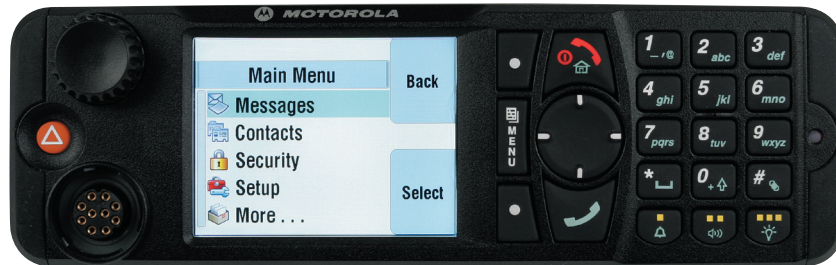 MOTOROLA
Main Menu
Back
Messages
Contacts
Security
Setup
Select
More . . .
MENU
1 _ , @
2 abc
3 def
4 ghi
5 jkl
6 mno
7 pqrs
8 tuv
9 wxyz
*
0 +
#